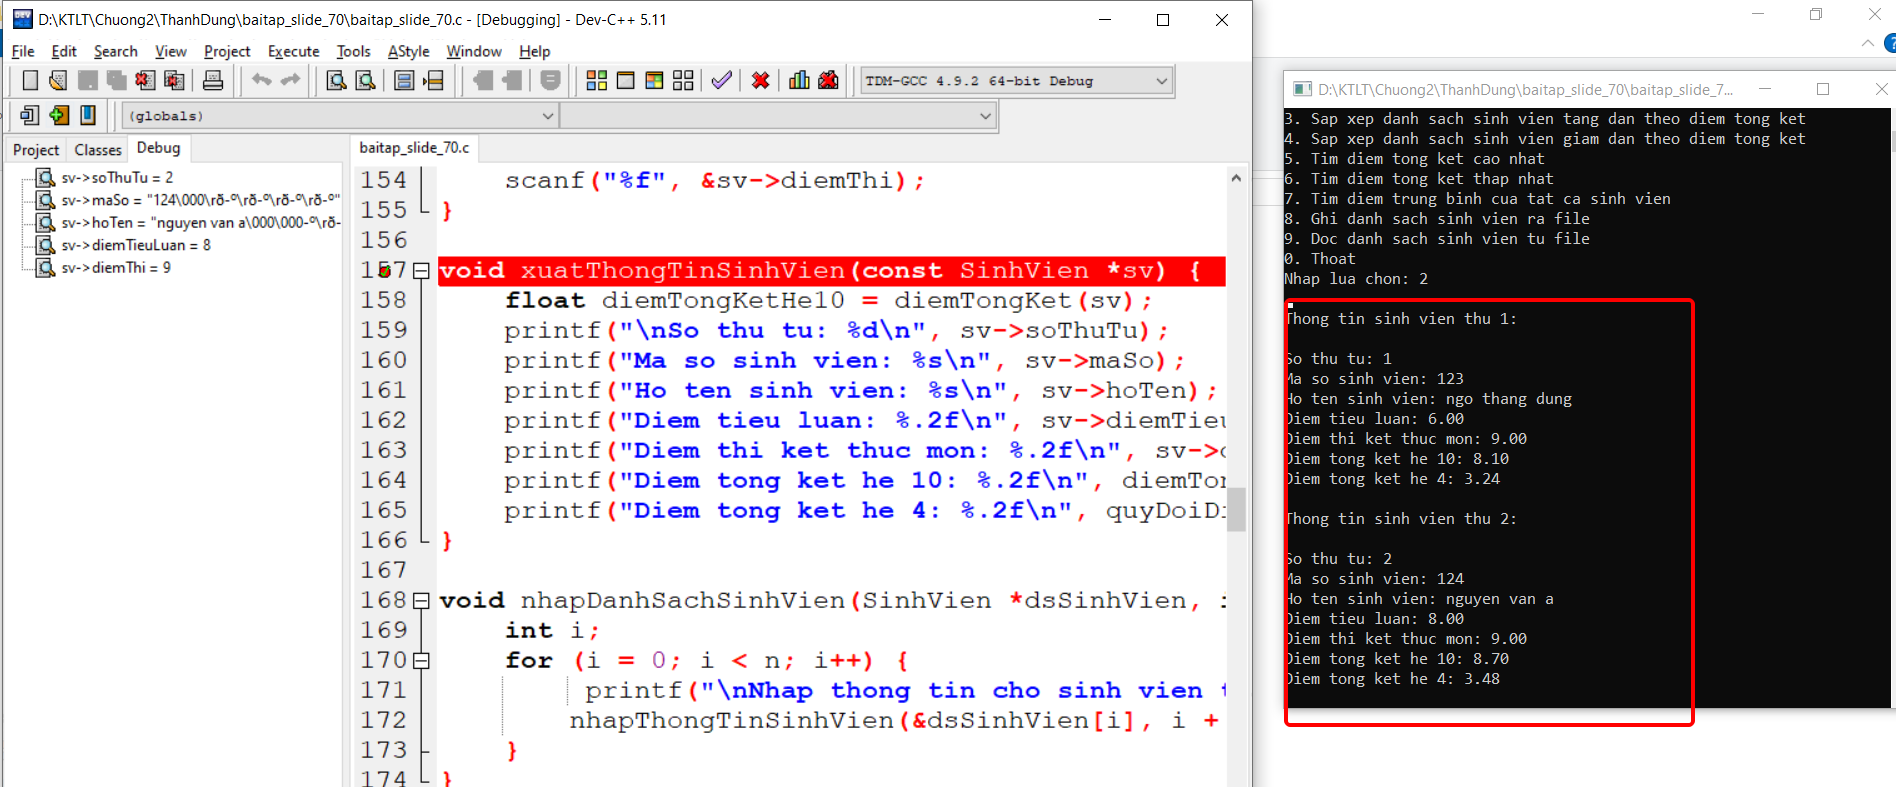 D:\KTLT\Chuong2\ThanhDung\baitap_slide_70\baitap_slide_70.c - [Debugging] - Dev-C++ 5.11
File Edit Search View Project Execute Tools AStyle Window Help
TDM-GCC 4.9.2 64-bit Debug
(globals)
Project Classes Debug
sv->soThuTu = 2
sv->maSo = "124\000\rð-º\rð-º\rð-º\rð-º"
sv->hoTen = "nguyen van a\000\000-º\rð-
sv->diemTieuLuan = 8
sv->diemThi = 9
baitap_slide_70.c
154 scanf("%f", &sv->diemThi);
155 }
156
157 void xuatThongTinSinhVien(const SinhVien *sv) {
158 float diemTongKetHe10 = diemTongKet(sv);
159 printf("\nSo thu tu: %d\n", sv->soThuTu);
160 printf("Ma so sinh vien: %s\n", sv->maSo);
161 printf("Ho ten sinh vien: %s\n", sv->hoTen);
162 printf("Diem tieu luan: %.2f\n", sv->diemTieu
163 printf("Diem thi ket thuc mon: %.2f\n", sv->
164 printf("Diem tong ket he 10: %.2f\n", diemTon
165 printf("Diem tong ket he 4: %.2f\n", quyDoiDi
166 }
167
168 void nhapDanhSachSinhVien(SinhVien *dsSinhVien, i
169 int i;
170 for (i = 0; i < n; i++) {
171 printf("\nNhap thong tin cho sinh vien t
172 nhapThongTinSinhVien(&dsSinhVien[i], i +
173 }
174 }
D:\KTLT\Chuong2\ThanhDung\baitap_slide_70\baitap_slide_7...
3. Sap xep danh sach sinh vien tang dan theo diem tong ket
4. Sap xep danh sach sinh vien giam dan theo diem tong ket
5. Tim diem tong ket cao nhat
6. Tim diem tong ket thap nhat
7. Tim diem trung binh cua tat ca sinh vien
8. Ghi danh sach sinh vien ra file
9. Doc danh sach sinh vien tu file
0. Thoat
Nhap lua chon: 2
Thong tin sinh vien thu 1:
So thu tu: 1
Ma so sinh vien: 123
Ho ten sinh vien: ngo thang dung
Diem tieu luan: 6.00
Diem thi ket thuc mon: 9.00
Diem tong ket he 10: 8.10
Diem tong ket he 4: 3.24
Thong tin sinh vien thu 2:
So thu tu: 2
Ma so sinh vien: 124
Ho ten sinh vien: nguyen van a
Diem tieu luan: 8.00
Diem thi ket thuc mon: 9.00
Diem tong ket he 10: 8.70
Diem tong ket he 4: 3.48